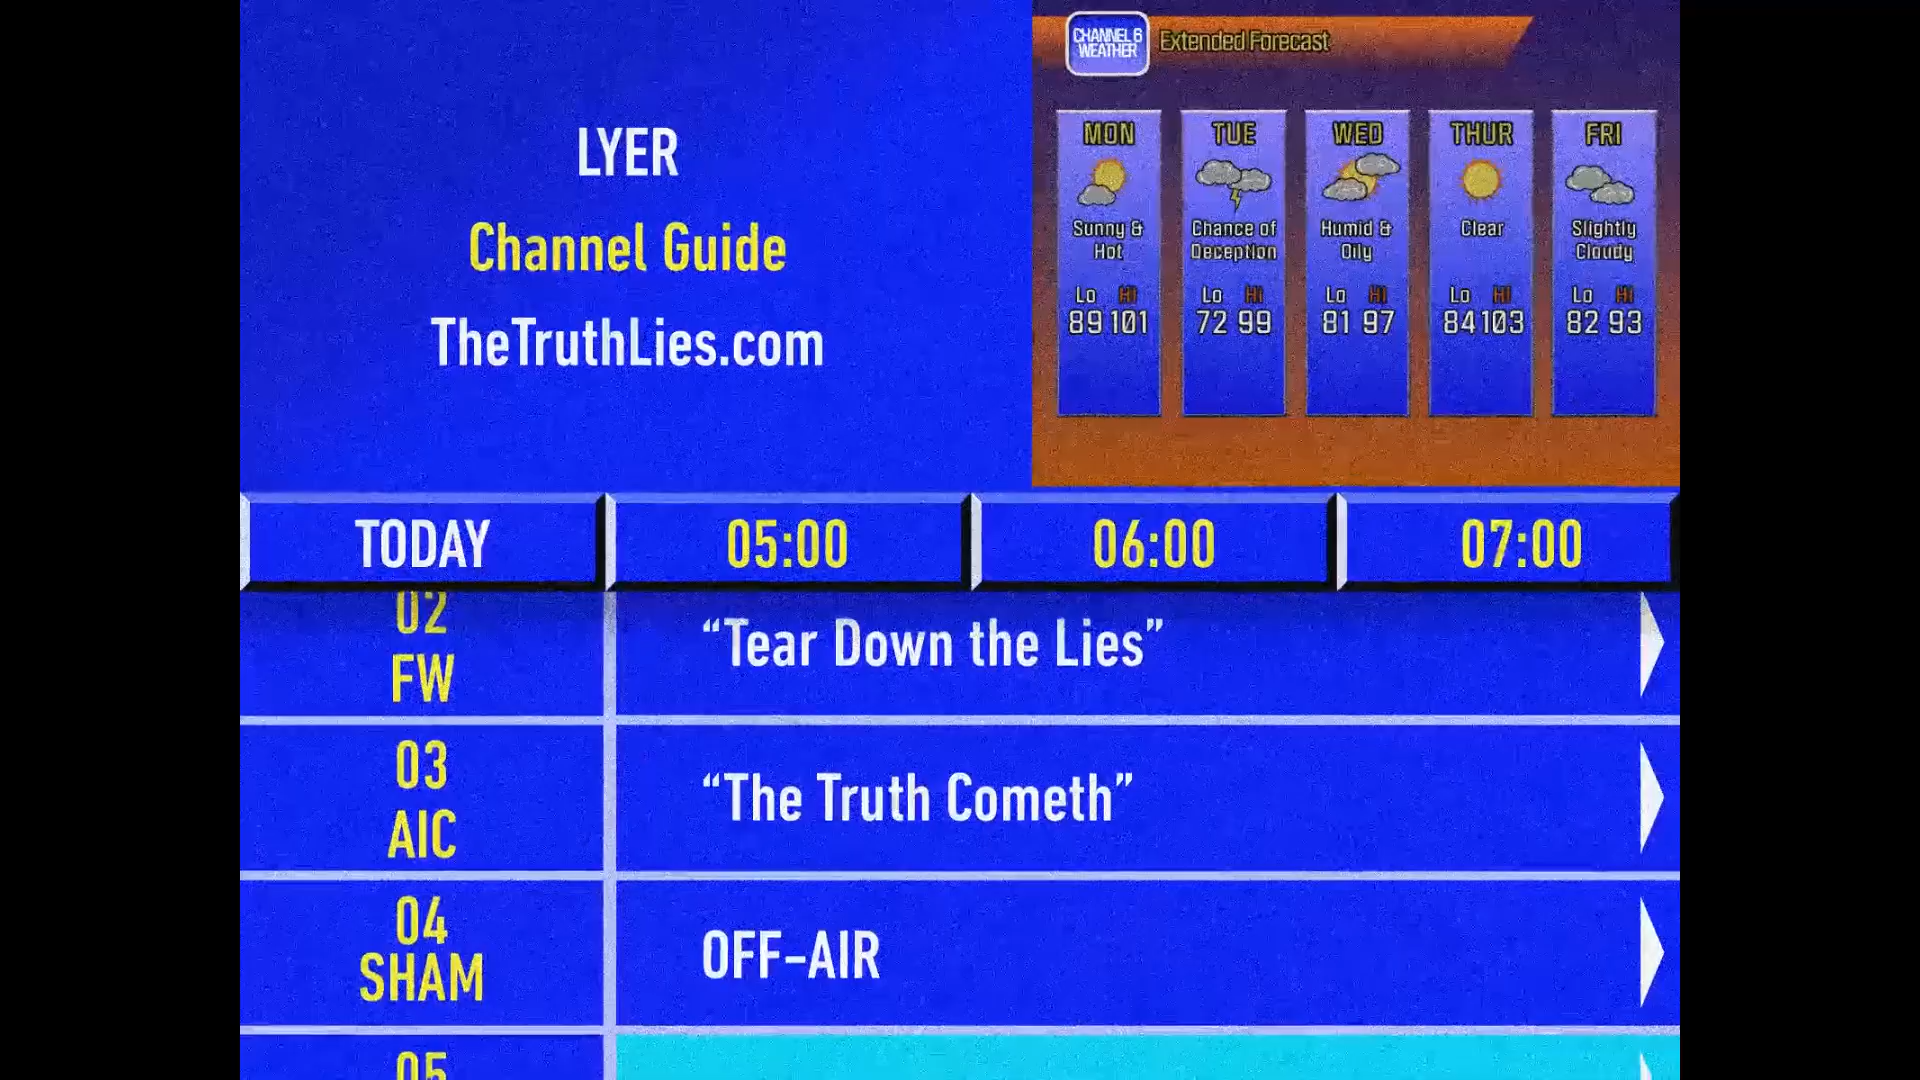 LYER
Channel Guide
TheTruthLies.com
CHANNEL 6
WEATHER
Extended Forecast
MON
Sunny &
Hot
Lo Hi
89 101
TUE
Chance of
Deception
Lo Hi
72 99
WED
Humid &
Oily
Lo Hi
81 97
THUR
Clear
Lo Hi
84 103
FRI
Slightly
Cloudy
Lo Hi
82 93
TODAY 05:00 06:00 07:00
02
FW
“Tear Down the Lies”
03
AIC
“The Truth Cometh”
04
SHAM
OFF-AIR
05